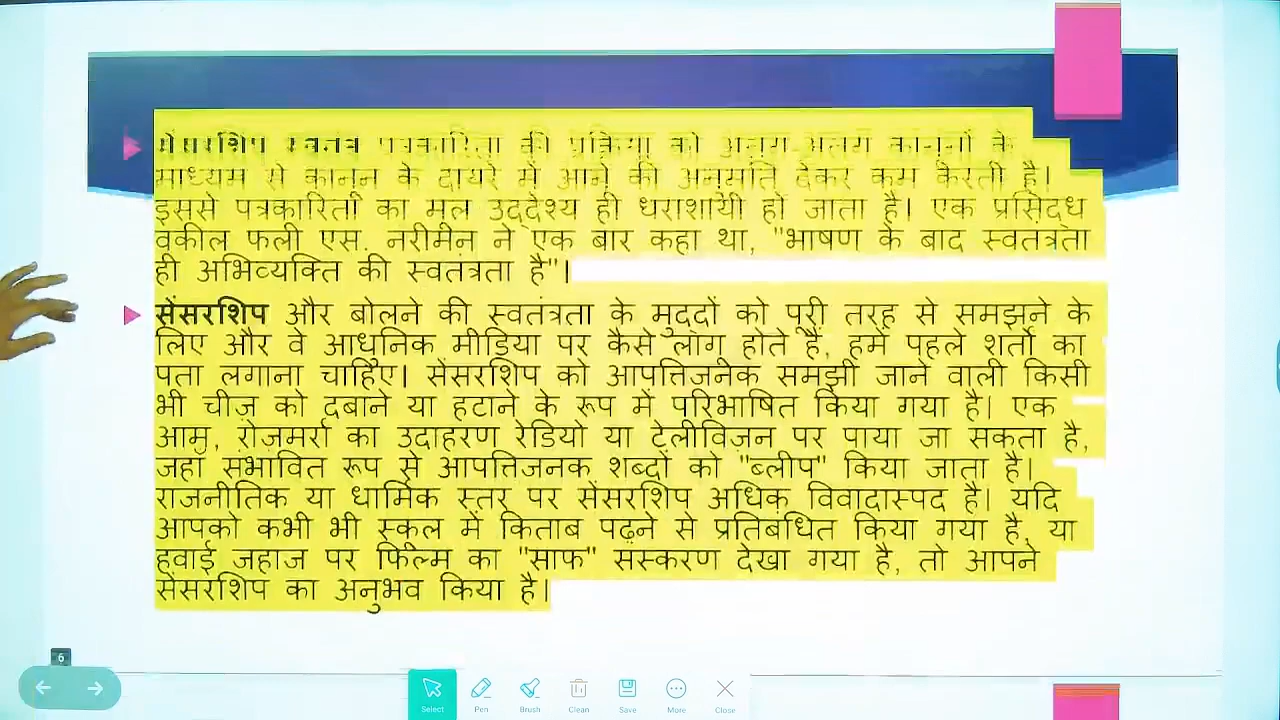 सेंसरशिप स्वतंत्र पत्रकारिता की प्रक्रिया को अलग-अलग कानूनों के
माध्यम से कानून के दायरे में आने की अनुमति देकर कम करती है।
इससे पत्रकारिता का मूल उद्देश्य ही धराशायी हो जाता है। एक प्रसिद्ध
वकील फली एस. नरीमन ने एक बार कहा था, "भाषण के बाद स्वतंत्रता
ही अभिव्यक्ति की स्वतंत्रता है"।
सेंसरशिप और बोलने की स्वतंत्रता के मुद्दों को पूरी तरह से समझने के
लिए और वे आधुनिक मीडिया पर कैसे लागू होते हैं, हमें पहले शर्तों का
पता लगाना चाहिए। सेंसरशिप को आपत्तिजनक समझी जाने वाली किसी
भी चीज़ को दबाने या हटाने के रूप में परिभाषित किया गया है। एक
आम, रोज़मर्रा का उदाहरण रेडियो या टेलीविज़न पर पाया जा सकता है,
जहाँ संभावित रूप से आपत्तिजनक शब्दों को "ब्लीप" किया जाता है।
राजनीतिक या धार्मिक स्तर पर सेंसरशिप अधिक विवादास्पद है। यदि
आपको कभी भी स्कूल में किताब पढ़ने से प्रतिबंधित किया गया है, या
हवाई जहाज पर फिल्म का "साफ" संस्करण देखा गया है, तो आपने
सेंसरशिप का अनुभव किया है।
6
Select Pen Brush Clean Save More Close